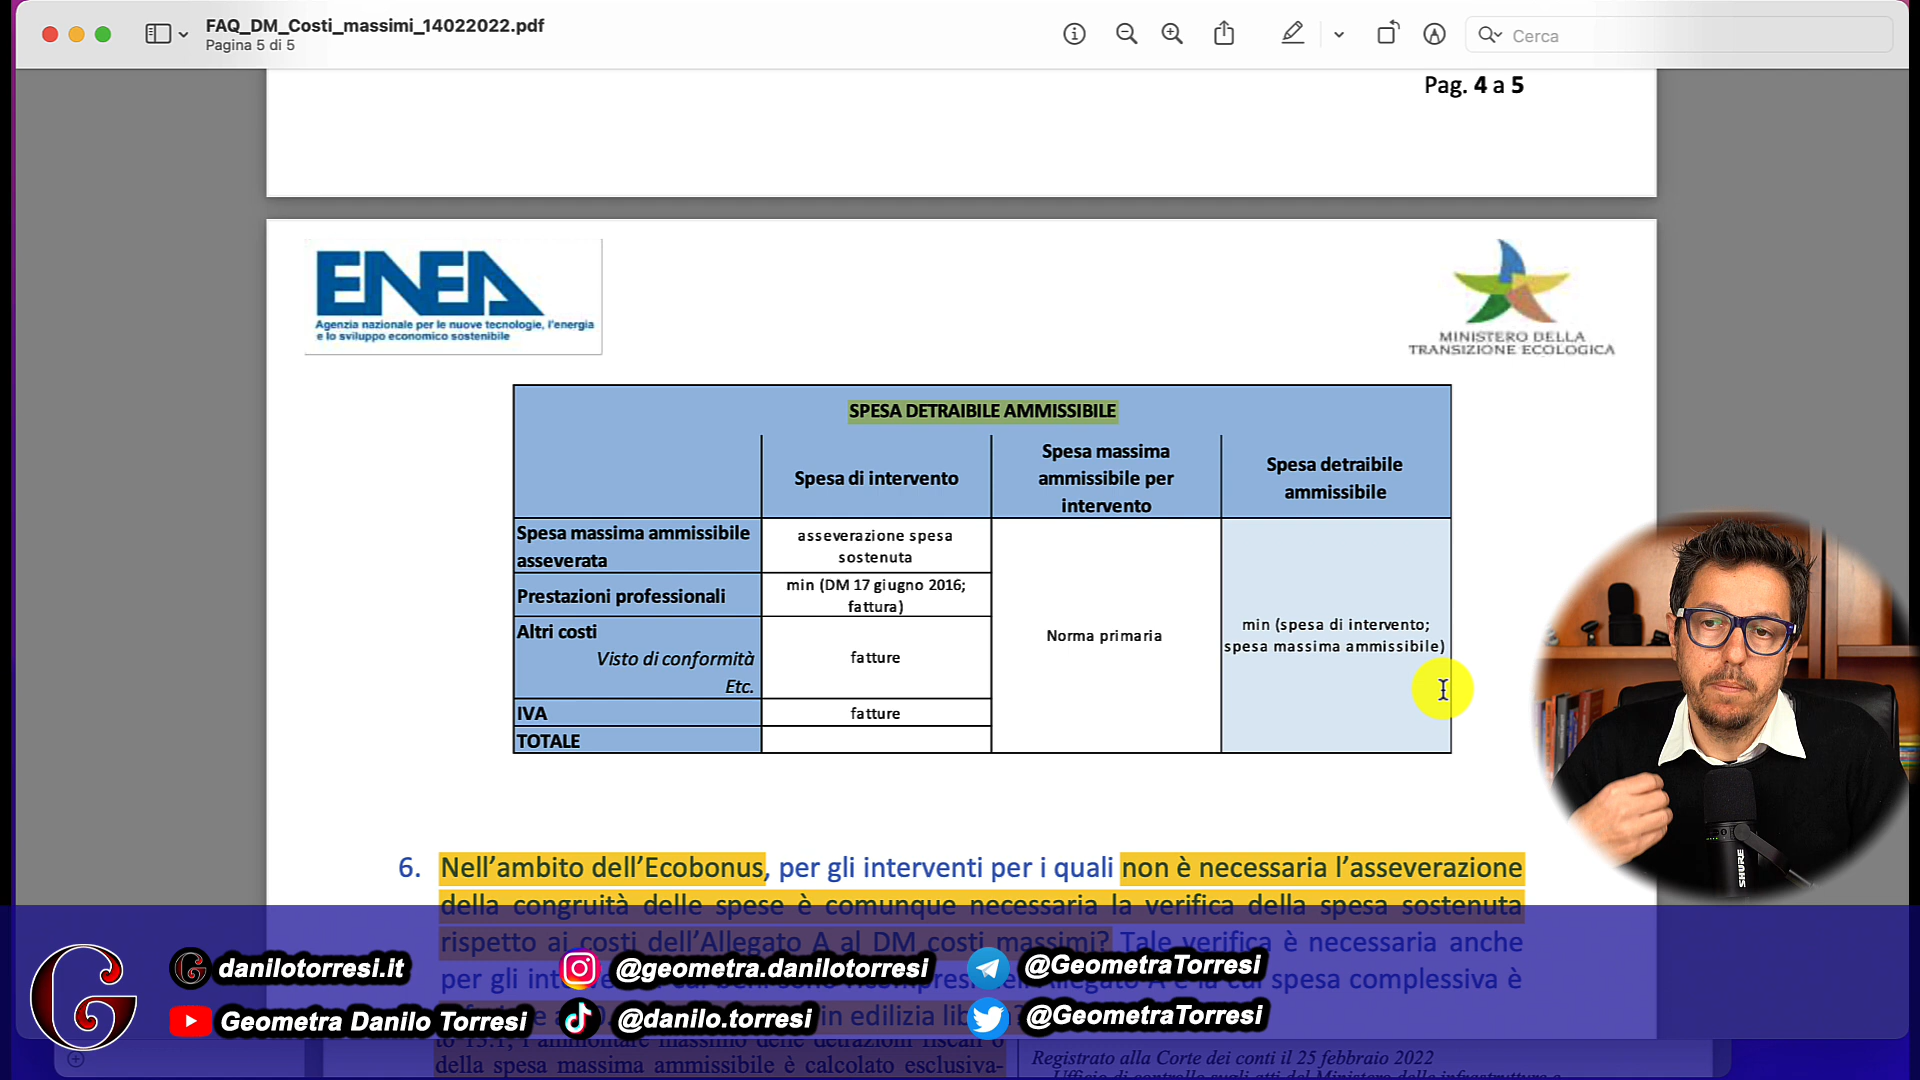 FAQ_DM_Costi_massimi_14022022.pdf
Pagina 5 di 5
Cerca
Pag. 4 a 5
ENEA
Agenzia nazionale per le nuove tecnologie, l'energia
e lo sviluppo economico sostenibile
MINISTERO DELLA
TRANSIZIONE ECOLOGICA
SPESA DETRAIBILE AMMISSIBILE
Spesa di intervento
Spesa massima
ammissibile per
intervento
Spesa detraibile
ammissibile
Spesa massima ammissibile
asseverata
asseverazione spesa
sostenuta
Prestazioni professionali
min (DM 17 giugno 2016;
fattura)
Altri costi
Visto di conformità
Etc.
fatture
Norma primaria
min (spesa di intervento;
spesa massima ammissibile)
IVA
fatture
TOTALE
6. Nell'ambito dell'Ecobonus, per gli interventi per i quali non è necessaria l'asseverazione
della congruità delle spese è comunque necessaria la verifica della spesa sostenuta
rispetto ai costi dell'Allegato A al DM costi massimi? Tale verifica è necessaria anche
per gli int
Allegato A e la cui spesa complessiva è
in edilizia lib
danilotorresi.it
@geometra.danilotorresi
@GeometraTorresi
Geometra Danilo Torresi
@danilo.torresi
@GeometraTorresi
della spesa massima ammissibile è calcolato esclusiva-
Registrato alla Corte dei conti il 25 febbraio 2022
SHURE